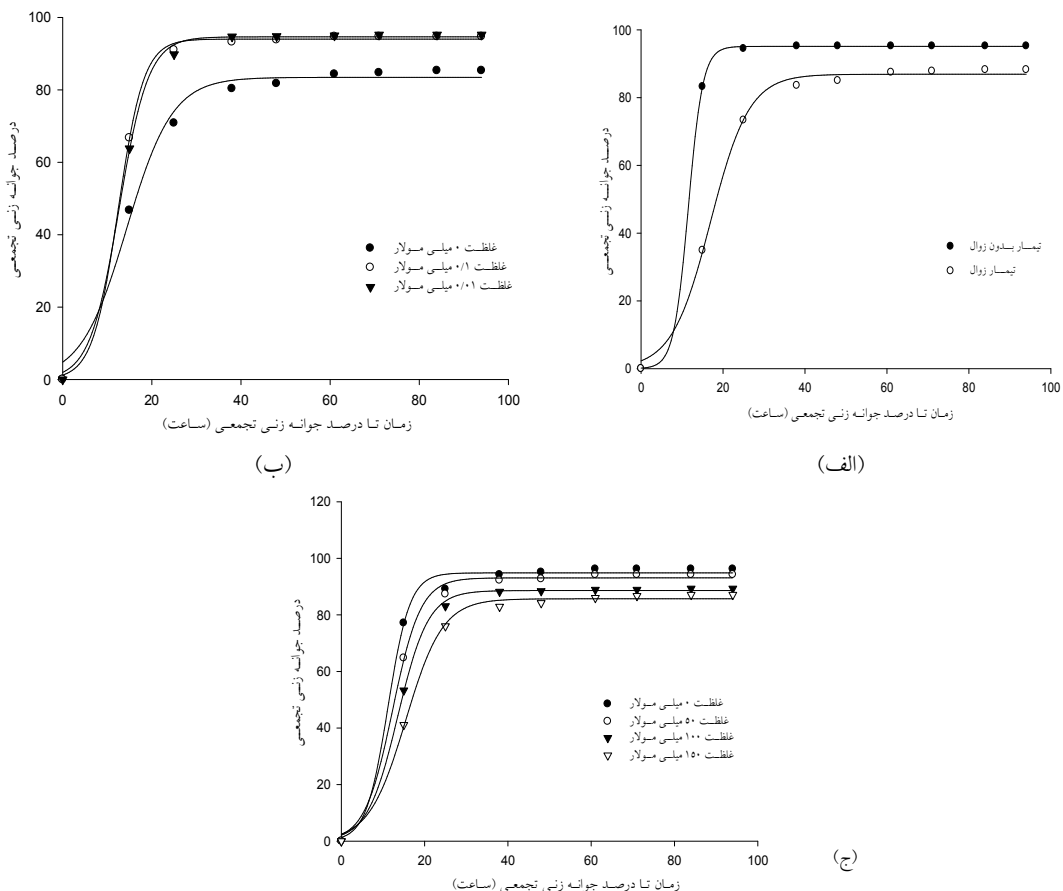 درصد جوانه زنی تجمعی
100
80
60
40
20
0
0 20 40 60 80 100
تیمار بدون زوال
تیمار زوال
زمان تا درصد جوانه زنی تجمعی (ساعت)
(الف)
درصد جوانه زنی تجمعی
100
80
60
40
20
0
0 20 40 60 80 100
غلظت ۰ میلی مولار
غلظت ۰/۱ میلی مولار
غلظت ۰/۰۱ میلی مولار
زمان تا درصد جوانه زنی تجمعی (ساعت)
(ب)
درصد جوانه زنی تجمعی
120
100
80
60
40
20
0
0 20 40 60 80 100
غلظت ۰ میلی مولار
غلظت ۵۰ میلی مولار
غلظت ۱۰۰ میلی مولار
غلظت ۱۵۰ میلی مولار
زمان تا درصد جوانه زنی تجمعی (ساعت)
(ج)